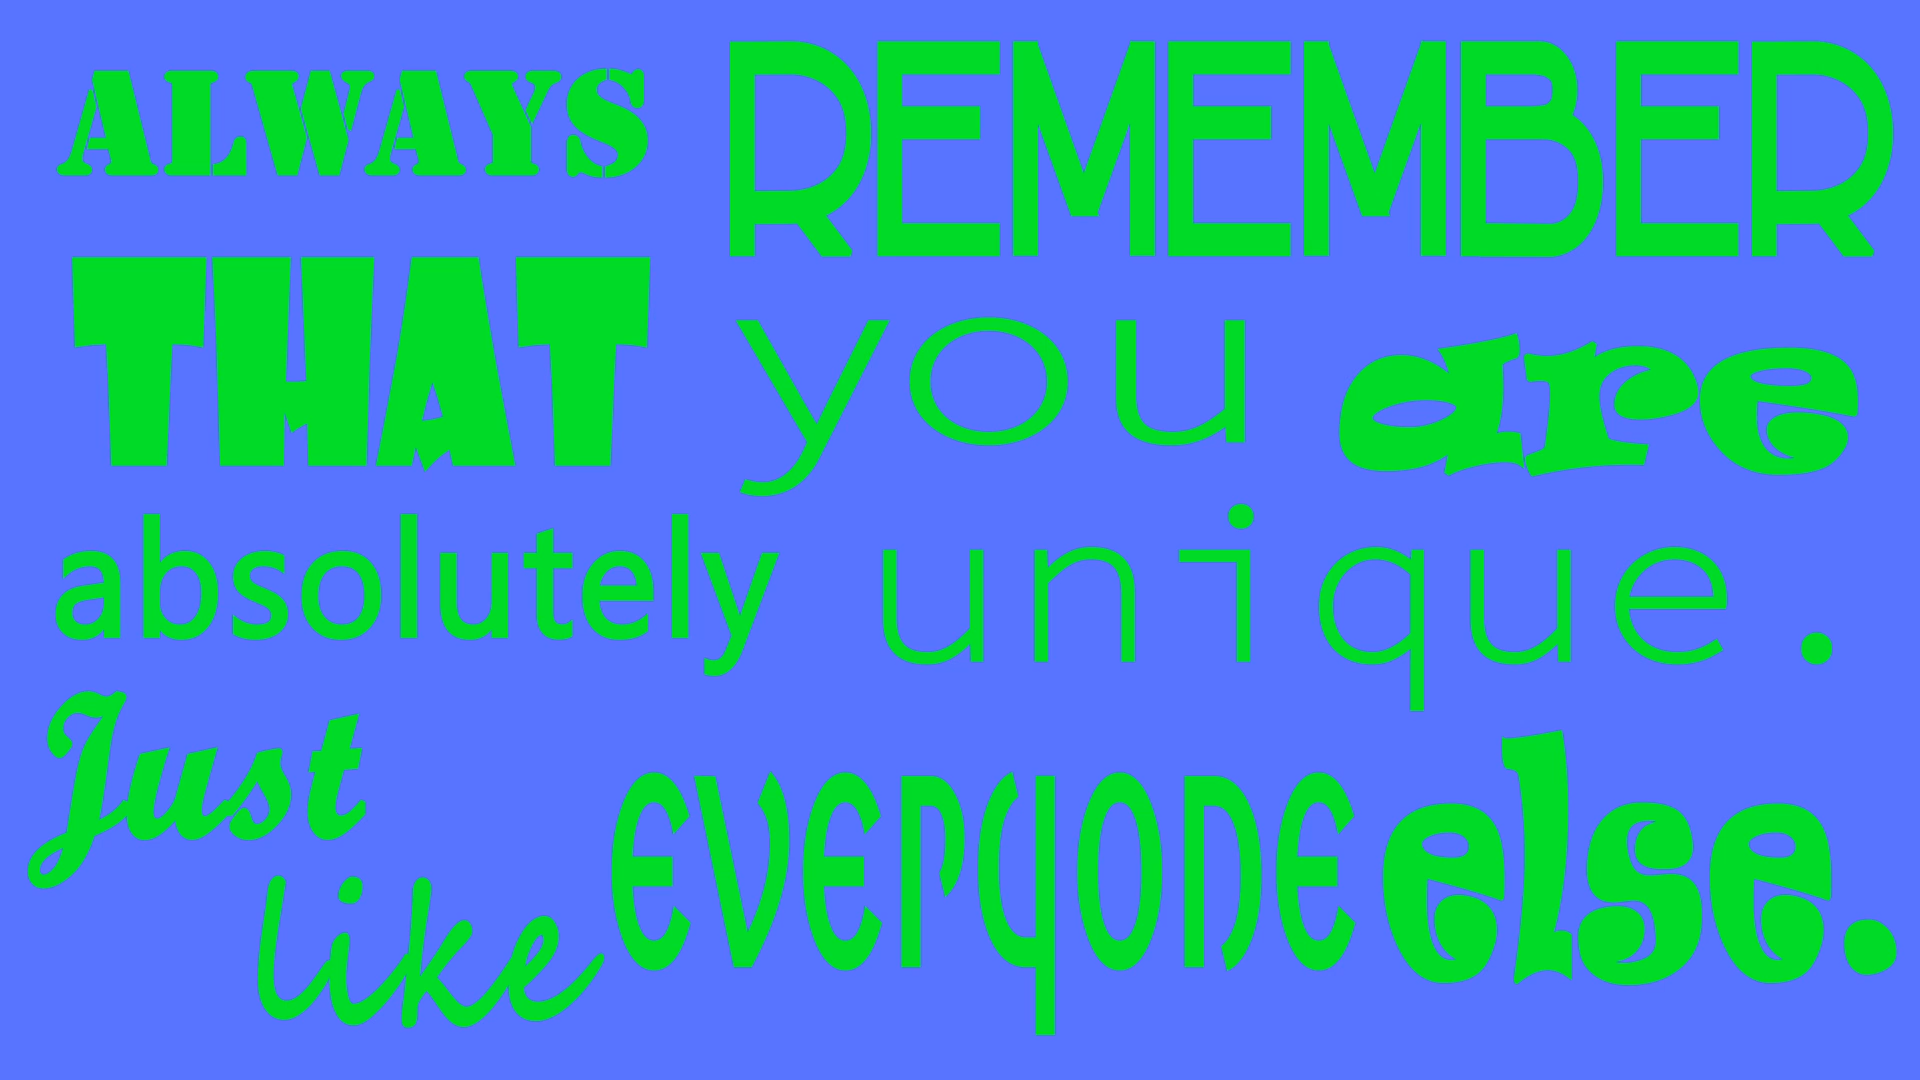 ALWAYS REMEMBER
THAT you are
absolutely unique.
Just
like everyone else.